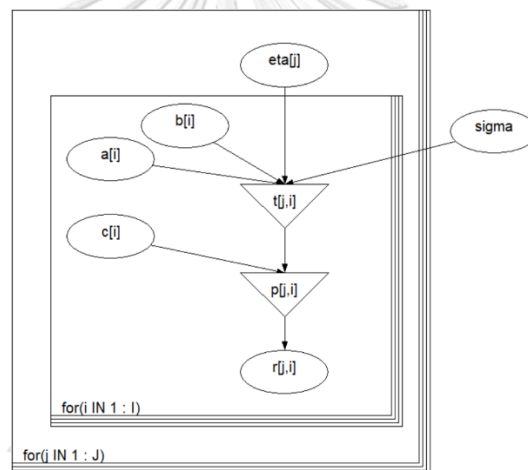 eta[j]
b[i]
sigma
a[i]
t[j,i]
c[i]
p[j,i]
r[j,i]
for(i IN 1 : I)
for(j IN 1 : J)